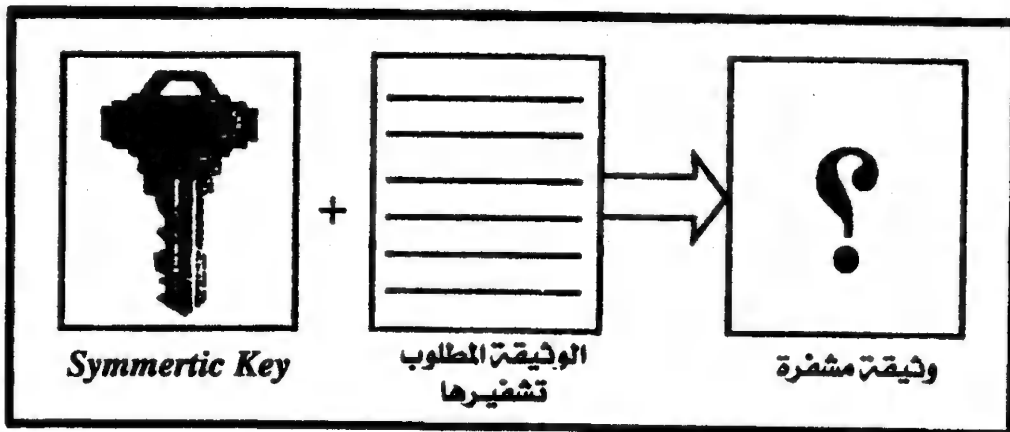 +
؟
Symmertic Key
الوثيقة المطلوب
تشفيرها
وثيقة مشفرة